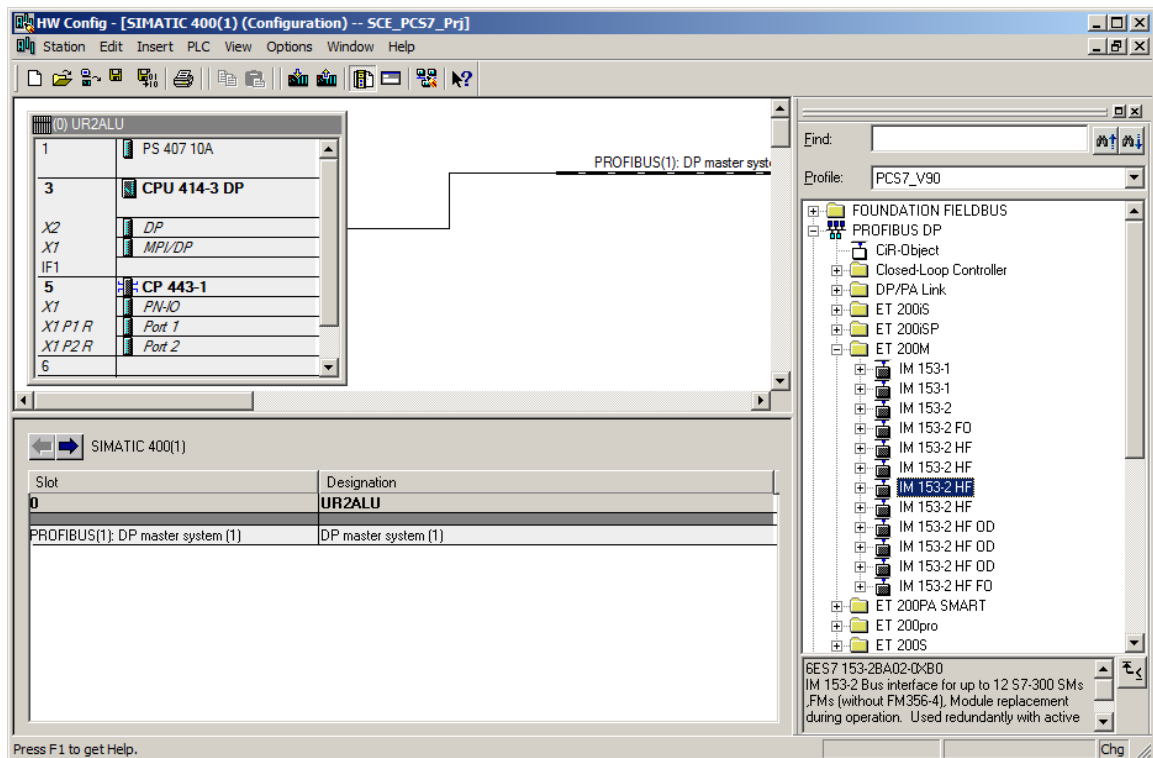 HW Config - [SIMATIC 400(1) (Configuration) -- SCE_PCS7_Prj]
Station Edit Insert PLC View Options Window Help
(0) UR2ALU
1 PS 407 10A
3 CPU 414-3 DP
X2 DP
X1 MPI/DP
IF1
5 CP 443-1
X1 PN-IO
X1 P1 R Port 1
X1 P2 R Port 2
6
PROFIBUS(1): DP master syst
SIMATIC 400(1)
Slot Designation
0 UR2ALU
PROFIBUS(1): DP master system (1) DP master system (1)
Find:
Profile: PCS7_V90
FOUNDATION FIELDBUS
PROFIBUS DP
CiR-Object
Closed-Loop Controller
DP/PA Link
ET 200iS
ET 200iSP
ET 200M
IM 153-1
IM 153-1
IM 153-2
IM 153-2 FO
IM 153-2 HF
IM 153-2 HF
IM 153-2 HF
IM 153-2 HF
IM 153-2 HF OD
IM 153-2 HF OD
IM 153-2 HF OD
IM 153-2 HF FO
ET 200PA SMART
ET 200pro
ET 200S
6ES7 153-2BA02-0XB0
IM 153-2 Bus interface for up to 12 S7-300 SMs
,FMs (without FM356-4), Module replacement
during operation. Used redundantly with active
Press F1 to get Help.
Chg